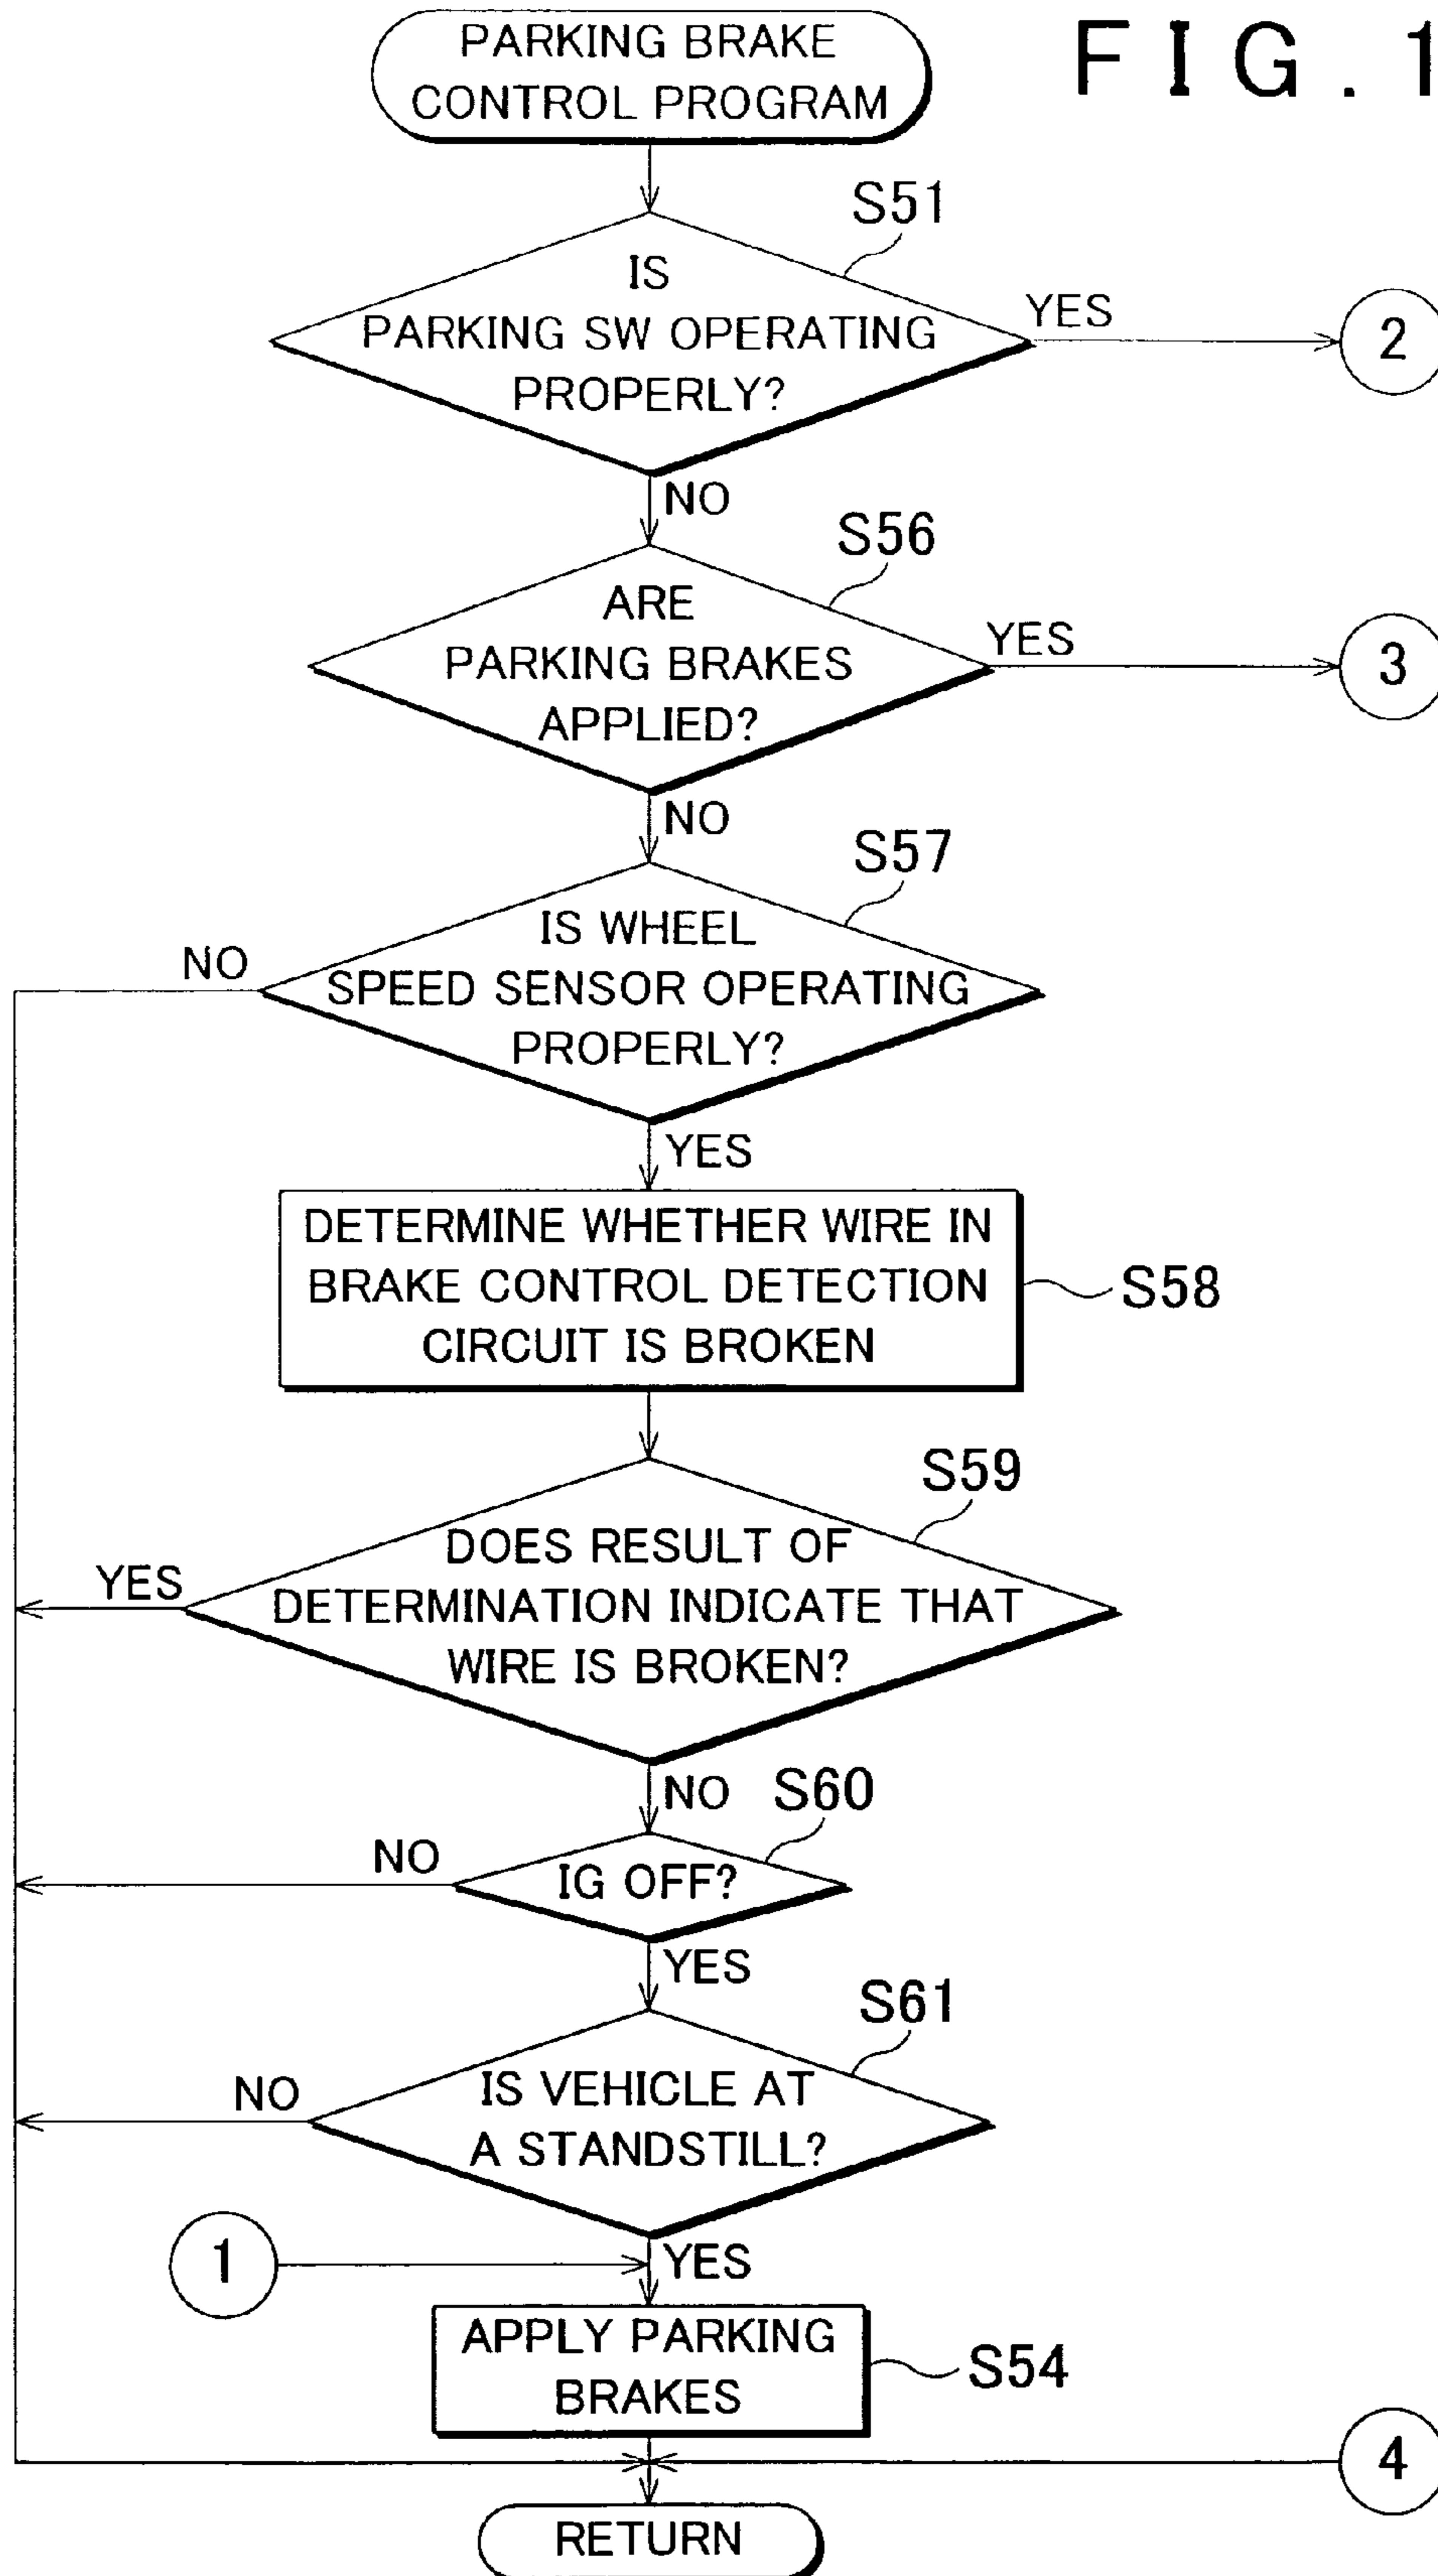 PARKING BRAKE
CONTROL PROGRAM
FIG. 1
S51
IS
PARKING SW OPERATING
PROPERLY?
YES
2
NO
S56
ARE
PARKING BRAKES
APPLIED?
YES
3
NO
S57
IS WHEEL
SPEED SENSOR OPERATING
PROPERLY?
NO
YES
DETERMINE WHETHER WIRE IN
BRAKE CONTROL DETECTION
CIRCUIT IS BROKEN
S58
S59
DOES RESULT OF
DETERMINATION INDICATE THAT
WIRE IS BROKEN?
YES
NO
S60
IG OFF?
NO
YES
S61
IS VEHICLE AT
A STANDSTILL?
NO
1
YES
APPLY PARKING
BRAKES
S54
4
RETURN